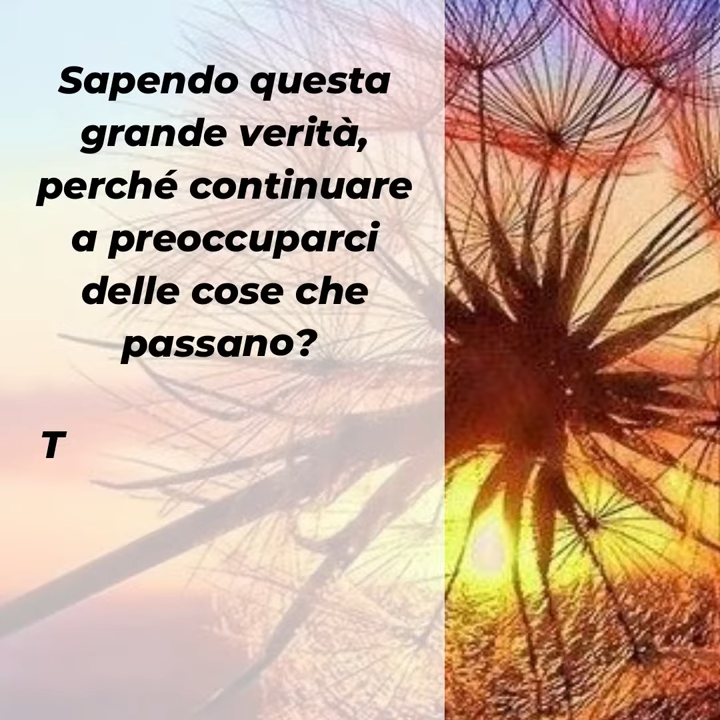 Sapendo questa
grande verità,
perché continuare
a preoccuparci
delle cose che
passano?
T